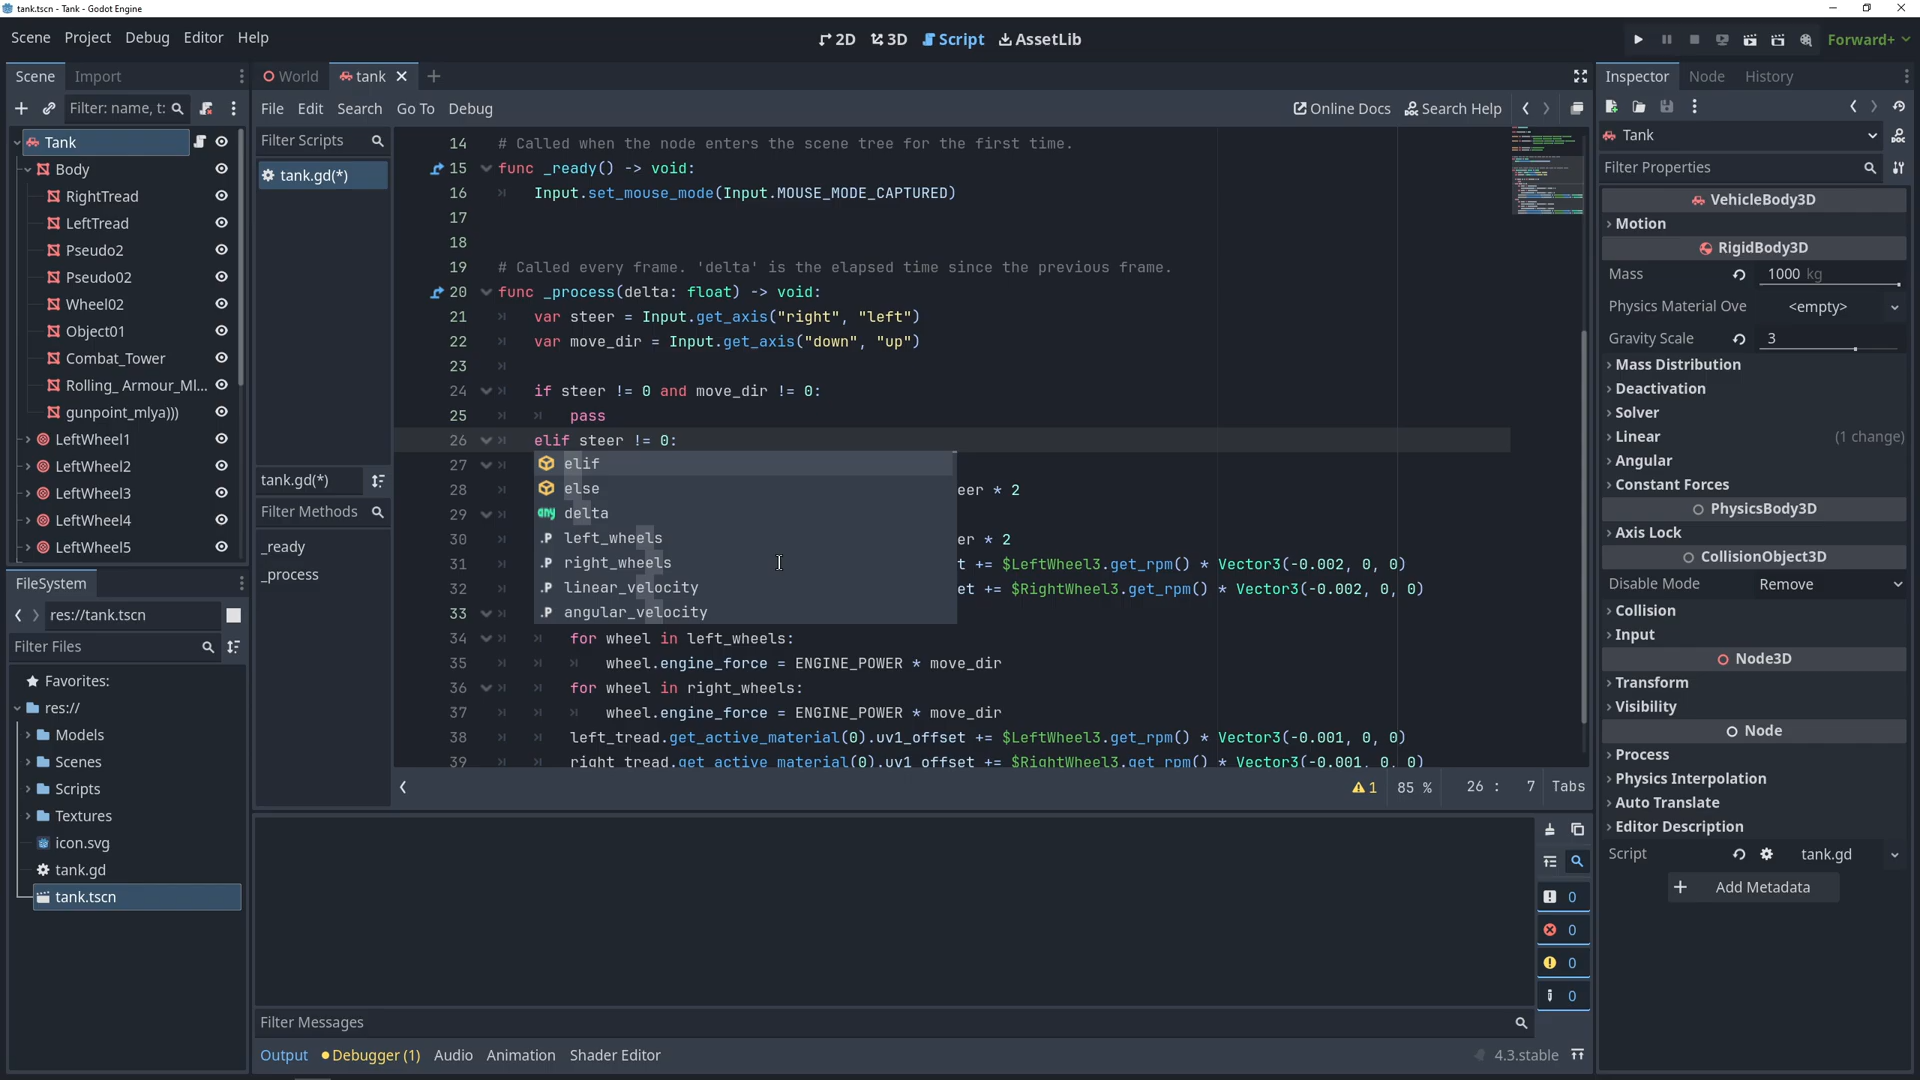 tank.tscn - Tank - Godot Engine
Scene Project Debug Editor Help
2D 3D Script AssetLib
Forward+
Scene Import
World tank
Inspector Node History
Filter: name, t:
File Edit Search Go To Debug
Online Docs Search Help
Tank
Body
RightTread
LeftTread
Pseudo2
Pseudo02
Wheel02
Object01
Combat_Tower
Rolling_ Armour_Ml...
gunpoint_mlya)))
LeftWheel1
LeftWheel2
LeftWheel3
LeftWheel4
LeftWheel5
FileSystem
res://tank.tscn
Filter Files
Favorites:
res://
Models
Scenes
Scripts
Textures
icon.svg
tank.gd
tank.tscn
Filter Scripts
tank.gd(*)
tank.gd(*)
Filter Methods
_ready
_process
14 # Called when the node enters the scene tree for the first time.
15 func _ready() -> void:
16 Input.set_mouse_mode(Input.MOUSE_MODE_CAPTURED)
17
18
19 # Called every frame. 'delta' is the elapsed time since the previous frame.
20 func _process(delta: float) -> void:
21 var steer = Input.get_axis("right", "left")
22 var move_dir = Input.get_axis("down", "up")
23
24 if steer != 0 and move_dir != 0:
25 pass
26 elif steer != 0:
27
28 eer * 2
29
30 er * 2
31 t += $LeftWheel3.get_rpm() * Vector3(-0.002, 0, 0)
32 et += $RightWheel3.get_rpm() * Vector3(-0.002, 0, 0)
33
34 for wheel in left_wheels:
35 wheel.engine_force = ENGINE_POWER * move_dir
36 for wheel in right_wheels:
37 wheel.engine_force = ENGINE_POWER * move_dir
38 left_tread.get_active_material(0).uv1_offset += $LeftWheel3.get_rpm() * Vector3(-0.001, 0, 0)
39 right_tread.get_active_material(0).uv1_offset += $RightWheel3.get_rpm() * Vector3(-0.001, 0, 0)
elif
else
any delta
.P left_wheels
.P right_wheels
.P linear_velocity
.P angular_velocity
1 85 % 26 : 7 Tabs
0
0
0
0
Filter Messages
Output Debugger (1) Audio Animation Shader Editor
4.3.stable
Tank
Filter Properties
VehicleBody3D
Motion
RigidBody3D
Mass 1000 kg
Physics Material Ove <empty>
Gravity Scale 3
Mass Distribution
Deactivation
Solver
Linear (1 change)
Angular
Constant Forces
PhysicsBody3D
Axis Lock
CollisionObject3D
Disable Mode Remove
Collision
Input
Node3D
Transform
Visibility
Node
Process
Physics Interpolation
Auto Translate
Editor Description
Script tank.gd
Add Metadata